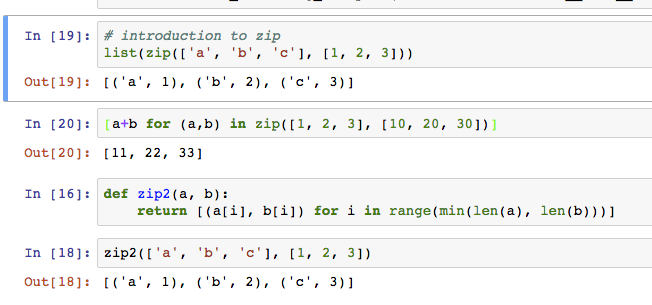 In [19]: # introduction to zip
list(zip(['a', 'b', 'c'], [1, 2, 3]))
Out[19]: [('a', 1), ('b', 2), ('c', 3)]
In [20]: [a+b for (a,b) in zip([1, 2, 3], [10, 20, 30])]
Out[20]: [11, 22, 33]
In [16]: def zip2(a, b):
    return [(a[i], b[i]) for i in range(min(len(a), len(b)))]
In [18]: zip2(['a', 'b', 'c'], [1, 2, 3])
Out[18]: [('a', 1), ('b', 2), ('c', 3)]